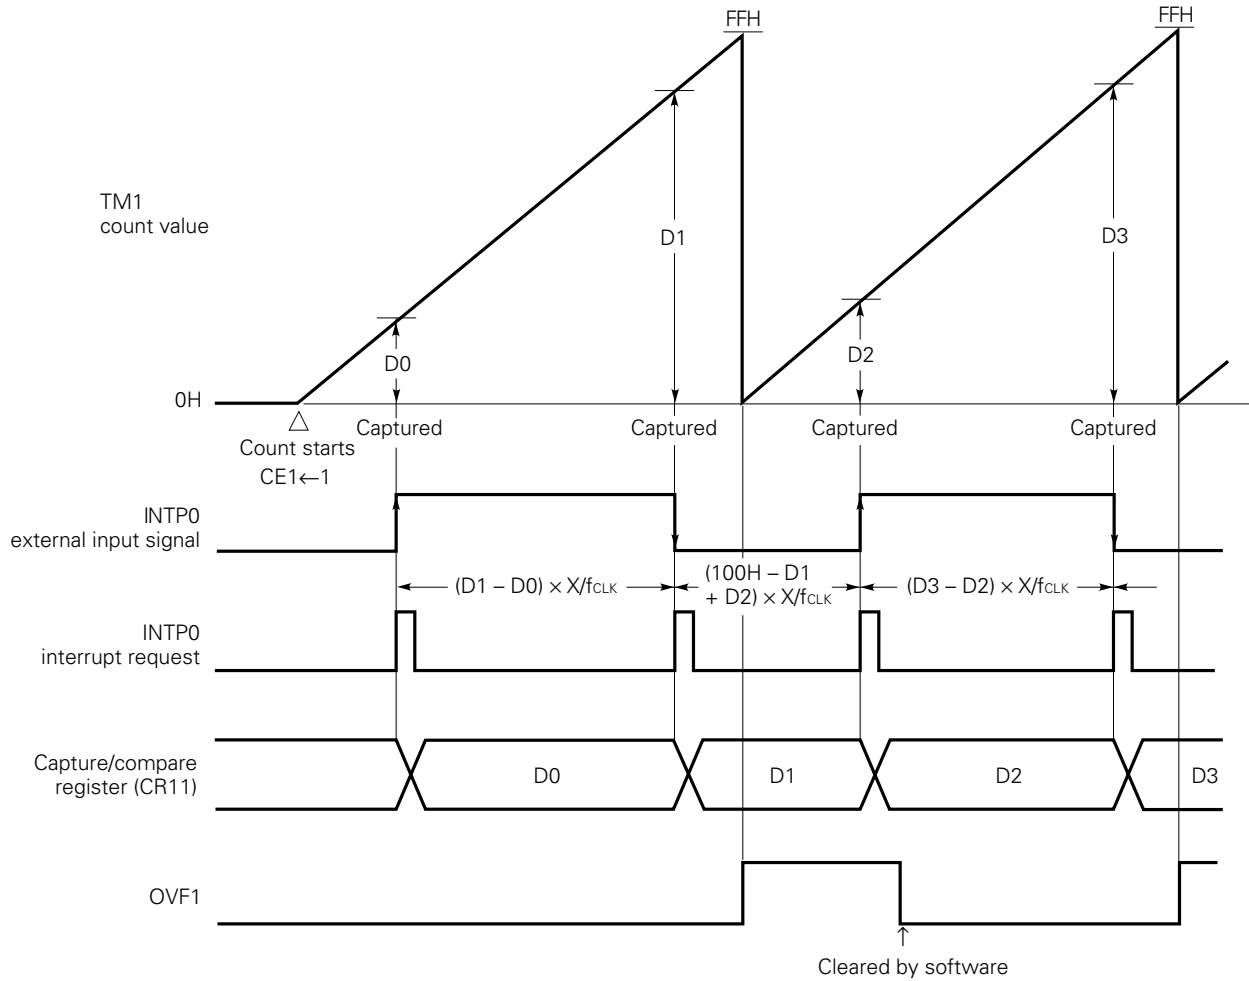 FFH
FFH
TM1
count value
D1
D3
D0
D2
0H
Captured
Captured
Captured
Captured
Count starts
CE1←1
INTP0
external input signal
(D1 – D0) × X/fCLK
(100H – D1
+ D2) × X/fCLK
(D3 – D2) × X/fCLK
INTP0
interrupt request
Capture/compare
register (CR11)
D0
D1
D2
D3
OVF1
Cleared by software